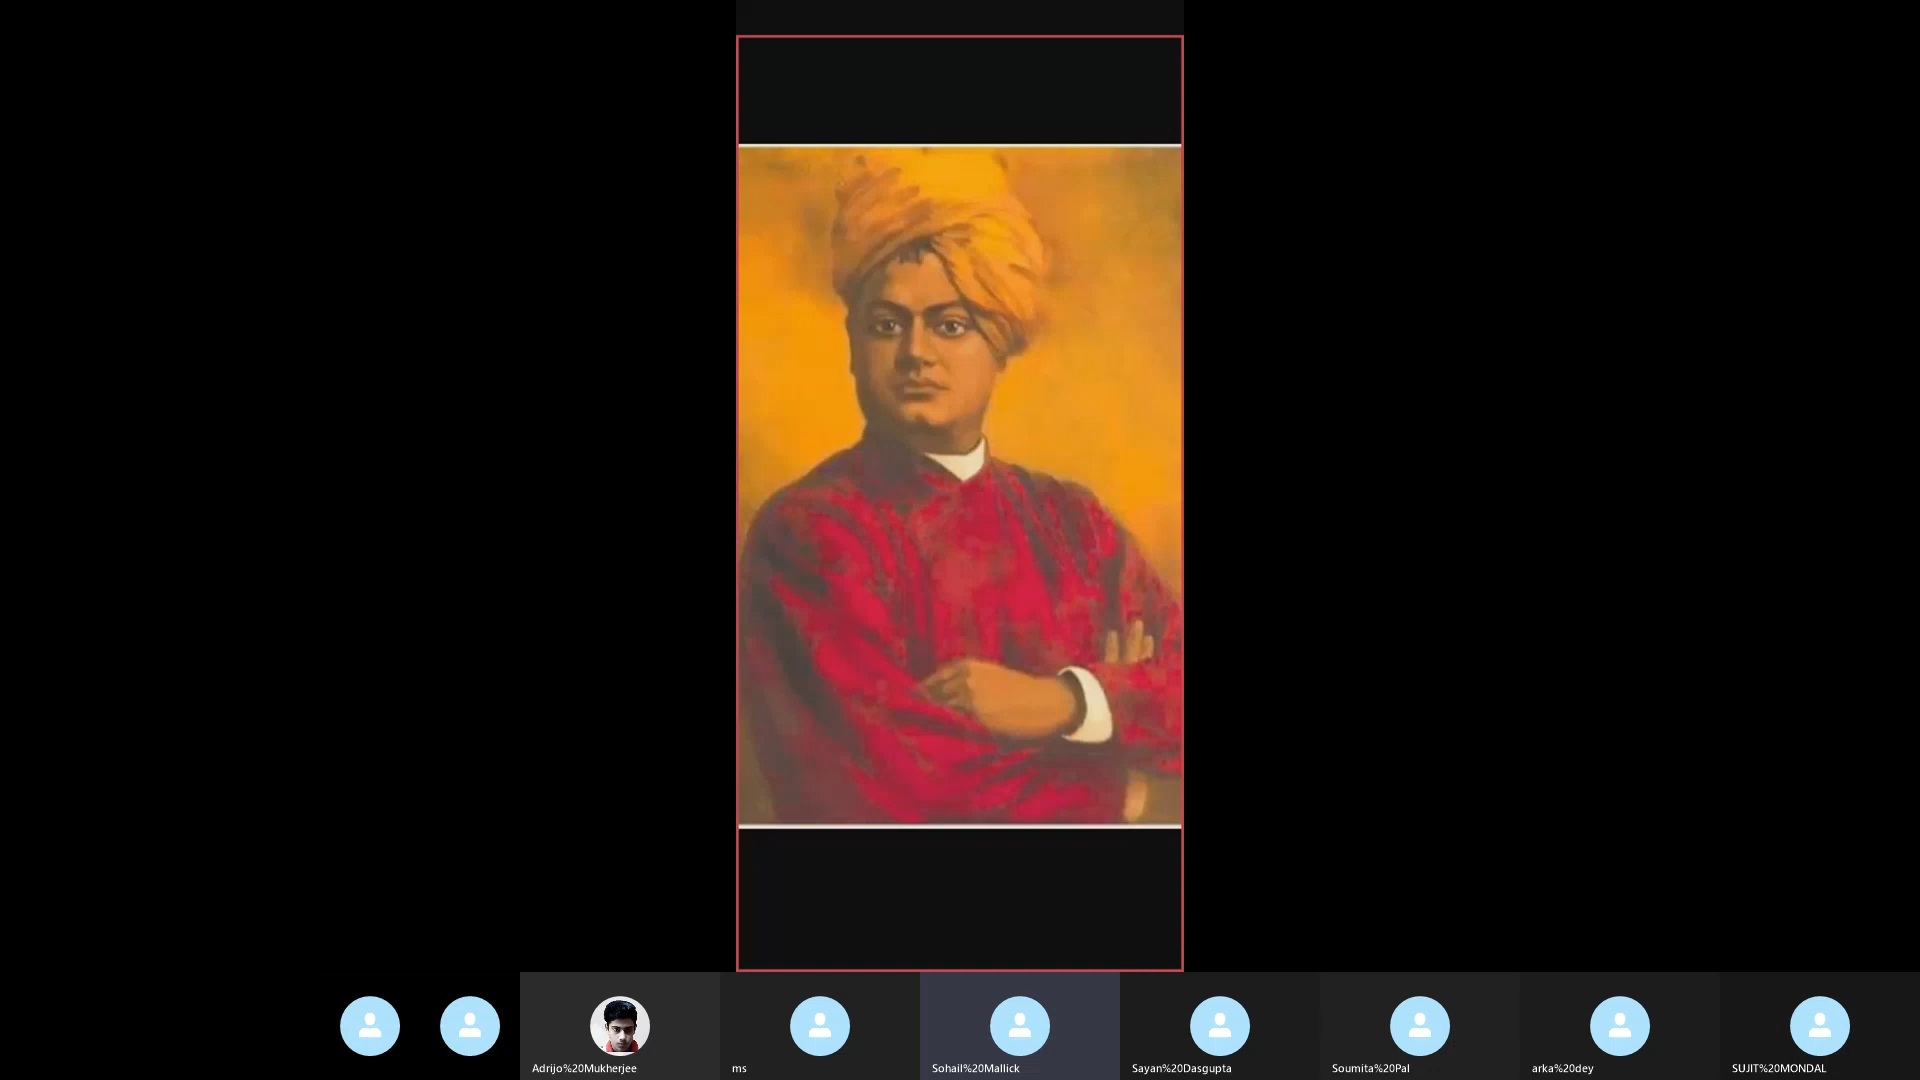 Adrijo%20Mukherjee
ms
Sohail%20Mallick
Sayan%20Dasgupta
Soumita%20Pal
arka%20dey
SUJIT%20MONDAL